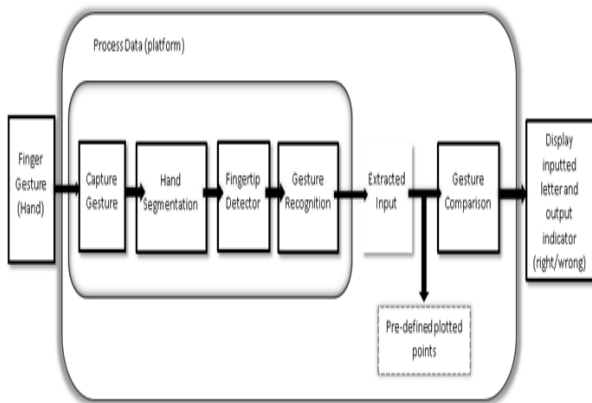 Process Data (platform)
Finger
Gesture
(Hand)
Capture
Gesture
Hand
Segmentation
Fingertip
Detector
Gesture
Recognition
Extracted
Input
Gesture
Comparison
Display
inputted
letter and
output
indicator
(right/wrong)
Pre-defined plotted
points